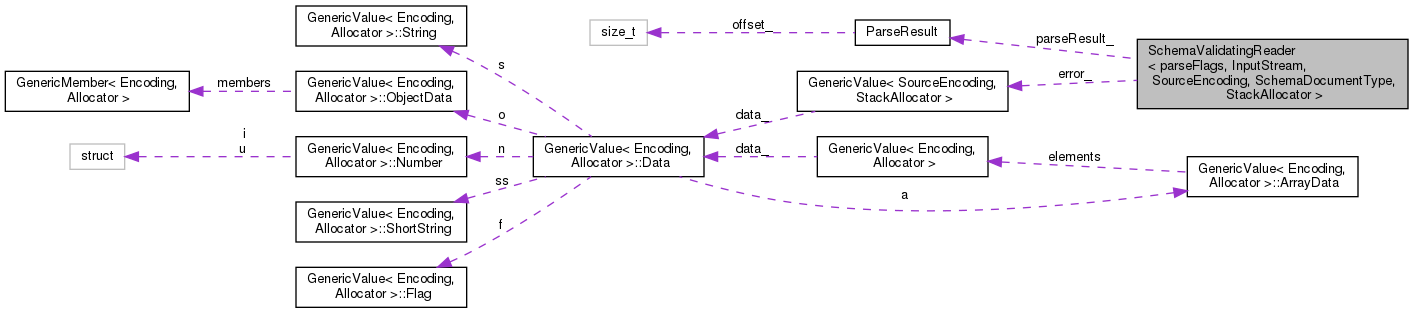 GenericValue< Encoding,
Allocator >::String
size_t
offset_
ParseResult
parseResult_
SchemaValidatingReader
< parseFlags, InputStream,
SourceEncoding, SchemaDocumentType,
StackAllocator >
error_
s
GenericMember< Encoding,
Allocator >
members
GenericValue< Encoding,
Allocator >::ObjectData
o
GenericValue< SourceEncoding,
StackAllocator >
data_
struct
i
u
GenericValue< Encoding,
Allocator >::Number
n
GenericValue< Encoding,
Allocator >::Data
data_
GenericValue< Encoding,
Allocator >
elements
GenericValue< Encoding,
Allocator >::ArrayData
a
ss
GenericValue< Encoding,
Allocator >::ShortString
f
GenericValue< Encoding,
Allocator >::Flag